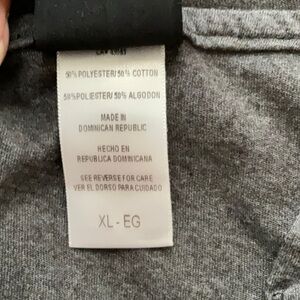 50% POLYESTER/ 50% COTTON
50%POLIESTER/ 50% ALGODON
MADE IN
DOMINICAN REPUBLIC
HECHO EN
REPUBLICA DOMINICANA
SEE REVERSE FOR CARE
VER EL DORSO PARA CUIDADO
XL - EG